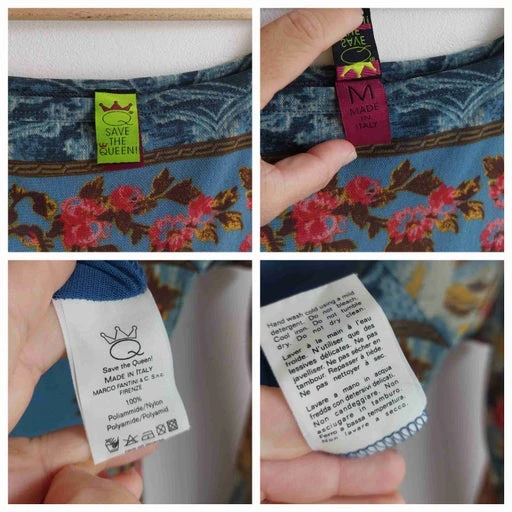 Q
SAVE
THE
QUEEN!
SAVE
M
MADE
IN
ITALY
Q
Save the Queen!
MADE IN ITALY
MARCO FANTINI & C. S.n.c.
FIRENZE
100%
Poliammide/Nylon
Polyamide/Polyamid
Hand wash cold using a mild
detergent. Do not bleach.
Cool iron. Do not tumble
dry. Do not dry clean.
Laver à la main à l'eau
froide. N'utiliser que des
lessives délicates. Ne pas
javelliser. Ne pas sécher en
tambour. Repasser à tiède.
Ne pas nettoyer à sec.
Lavare a mano in acqua
fredda con detersivi delicati.
Non candeggiare. Non
asciugare in tamburo.
Ferro a bassa temperatura.
Non lavare a secco.